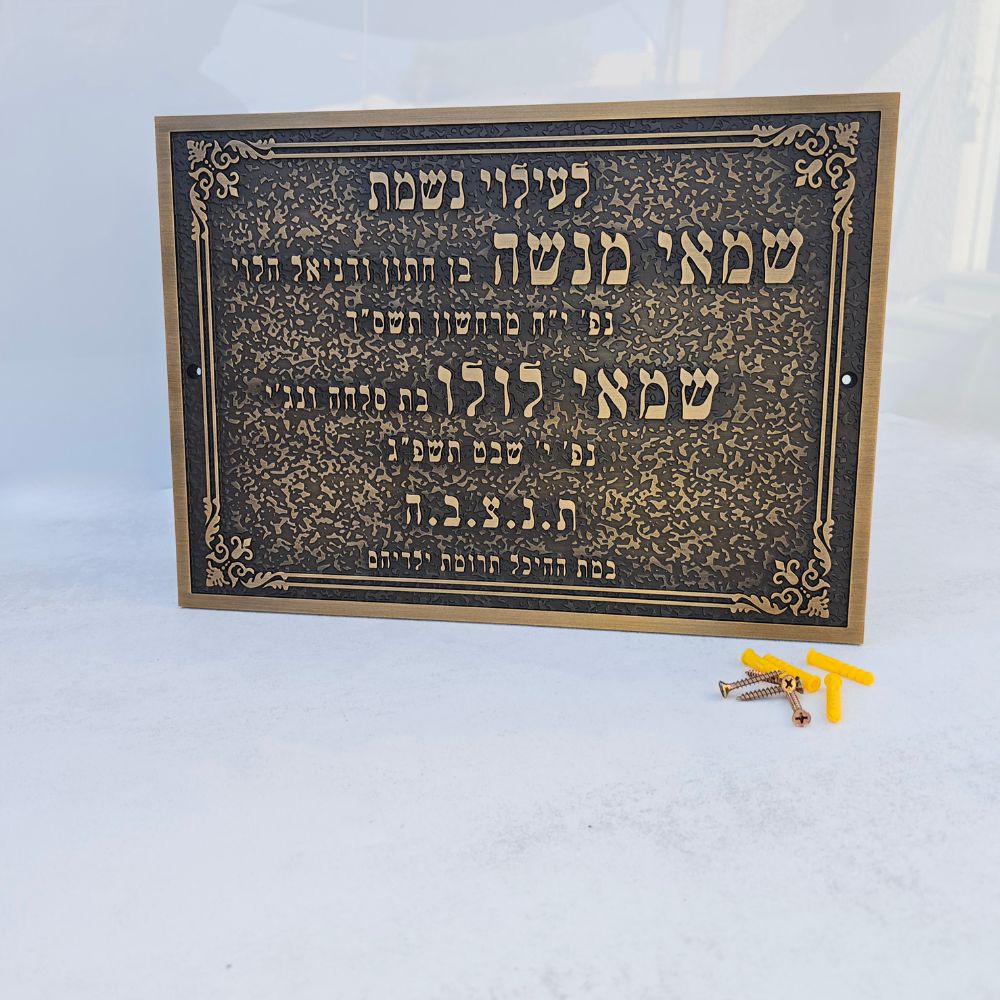 לעילוי נשמת
שמאי מנשה בן חתון ודניאל הלוי
נפ' י"ח מרחשון תשס"ד
שמאי לולו בת סלחה ונג'י
נפ' י' שבט תשפ"ג
ת.נ.צ.ב.ה
במת ההיכל תרומת ילדיהם